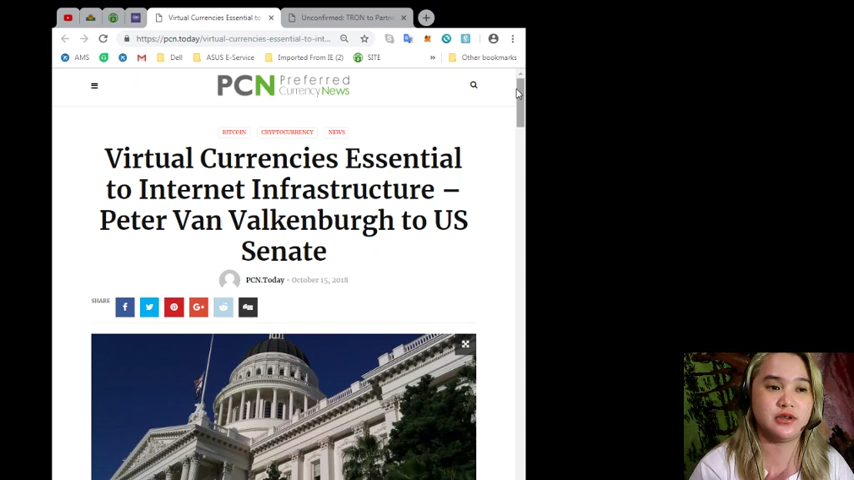 Virtual Currencies Essential to
Unconfirmed: TRON to Partn
https://pcn.today/virtual-currencies-essential-to-int...
AMS
Dell
ASUS E-Service
Imported From IE (2)
SITE
Other bookmarks
PCN Preferred
CurrencyNews
BITCOIN
CRYPTOCURRENCY
NEWS
Virtual Currencies Essential
to Internet Infrastructure –
Peter Van Valkenburgh to US
Senate
PCN.Today - October 15, 2018
SHARE